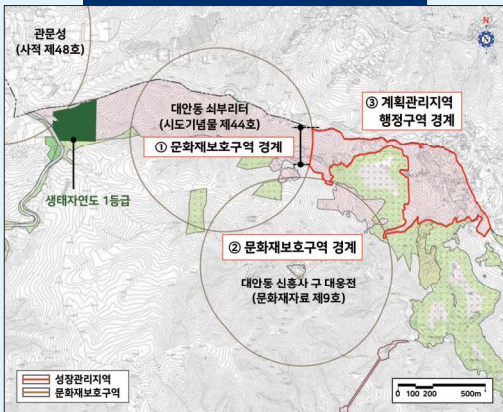 관문성
(사적 제48호)
N
대안동 쇠부리터
(시도기념물 제44호)
① 문화재보호구역 경계
③ 계획관리지역
행정구역 경계
생태자연도 1등급
② 문화재보호구역 경계
대안동 신흥사 구 대웅전
(문화재자료 제9호)
성장관리지역
문화재보호구역
0 100 200 500m